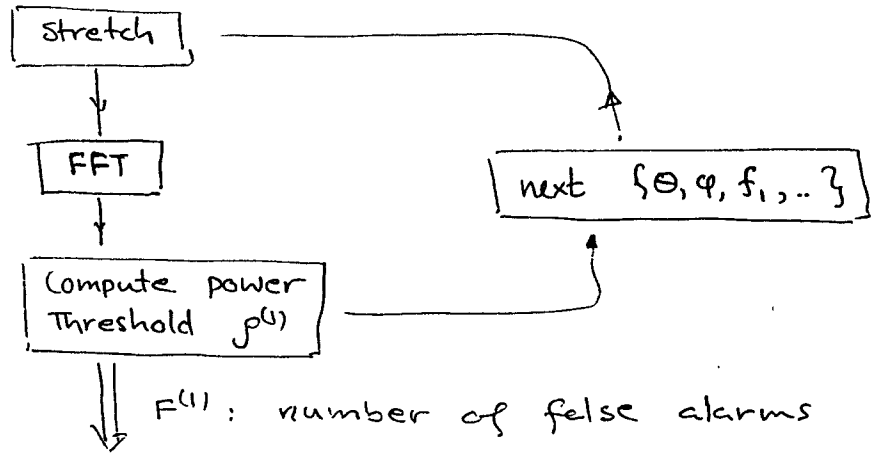 stretch
FFT
next {Θ, φ, f₁, ..}
Compute power
Threshold ρ⁽¹⁾
F⁽¹⁾ : number of felse alarms